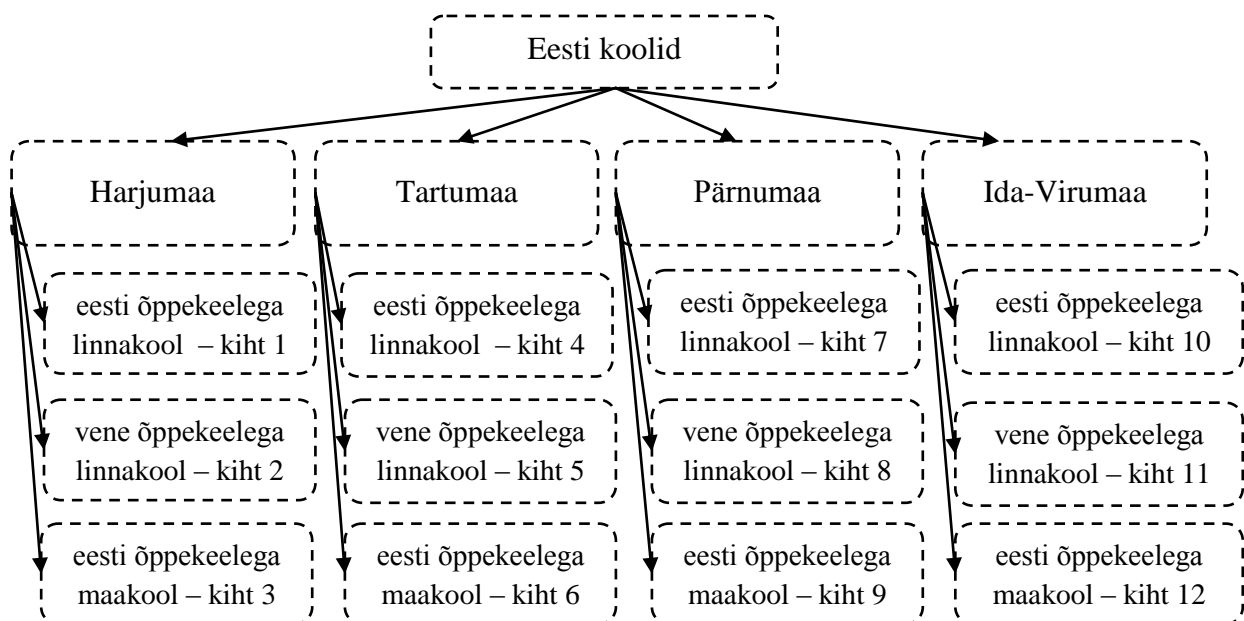 Eesti koolid
Harjumaa
Tartumaa
Pärnumaa
Ida-Virumaa
eesti õppekeelega
linnakool – kiht 1
eesti õppekeelega
linnakool – kiht 4
eesti õppekeelega
linnakool – kiht 7
eesti õppekeelega
linnakool – kiht 10
vene õppekeelega
linnakool – kiht 2
vene õppekeelega
linnakool – kiht 5
vene õppekeelega
linnakool – kiht 8
vene õppekeelega
linnakool – kiht 11
eesti õppekeelega
maakool – kiht 3
eesti õppekeelega
maakool – kiht 6
eesti õppekeelega
maakool – kiht 9
eesti õppekeelega
maakool – kiht 12